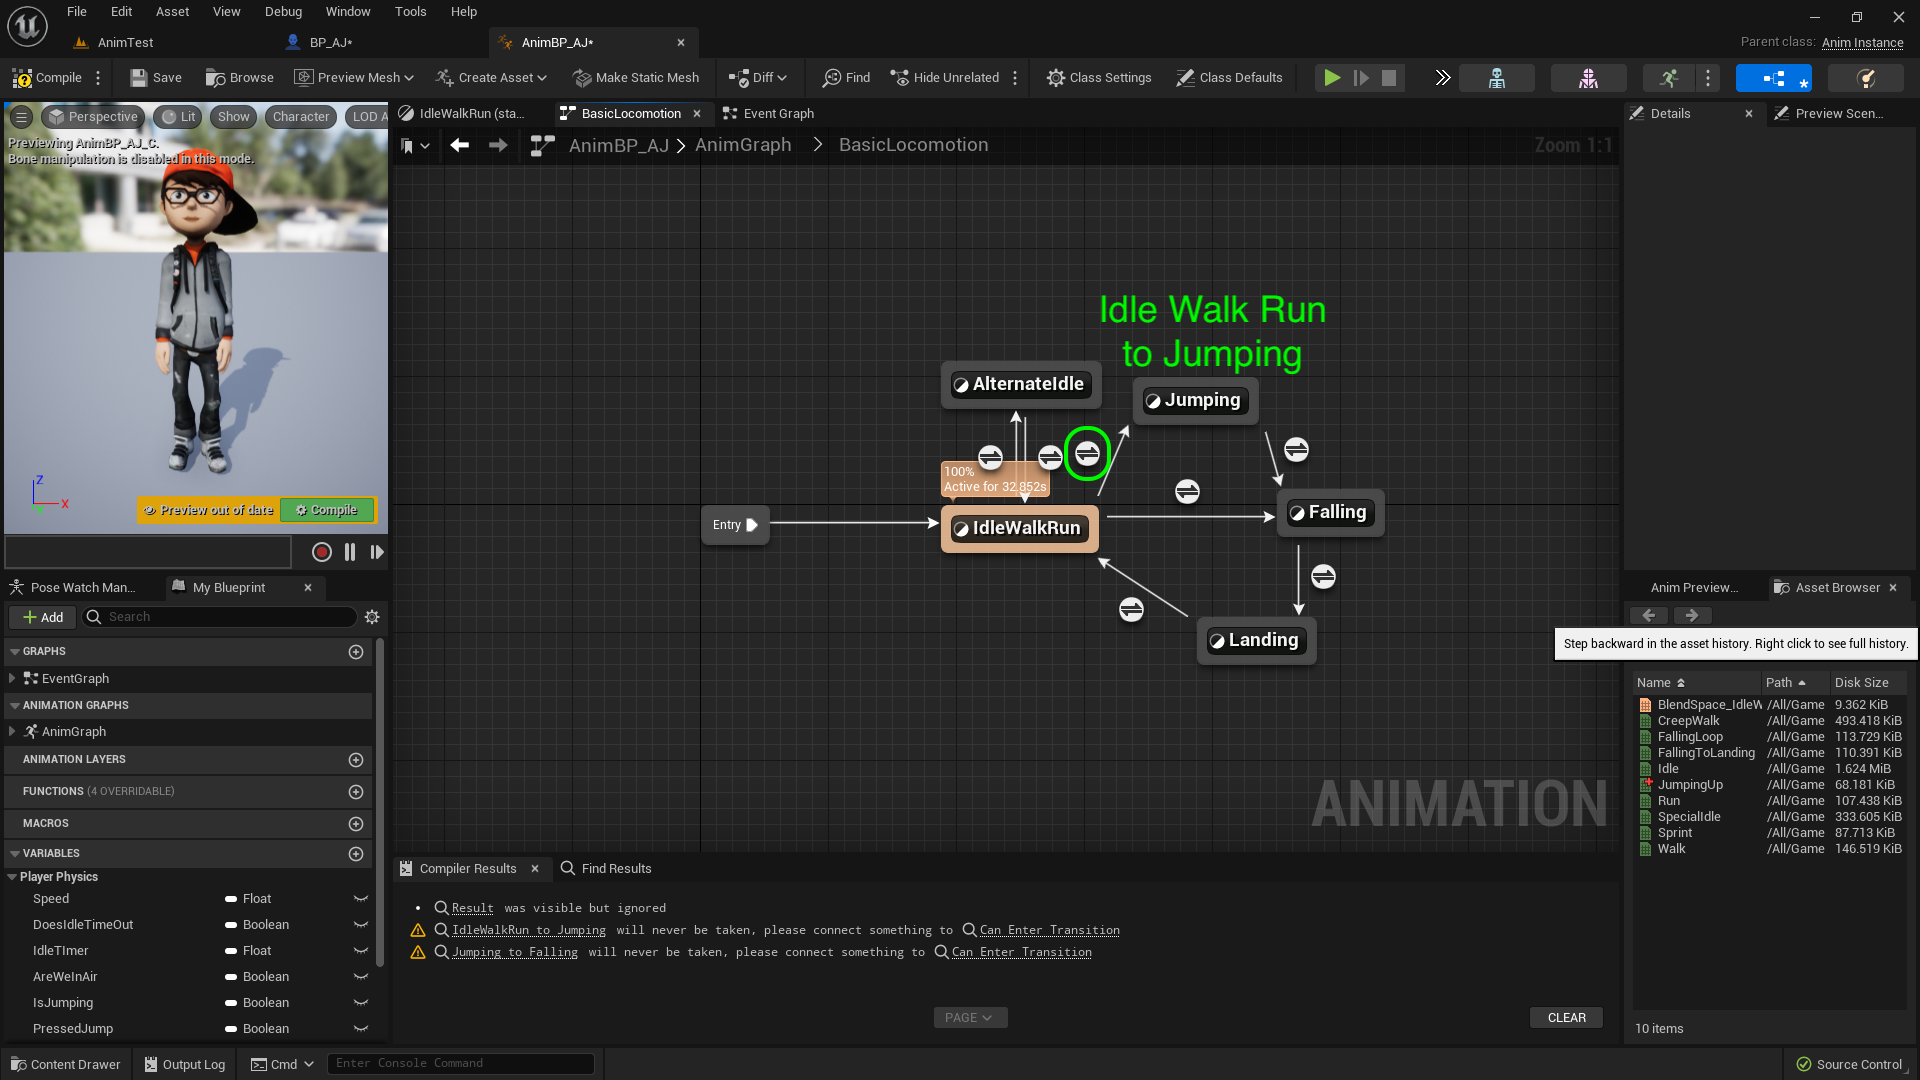 File Edit Asset View Debug Window Tools Help
AnimTest BP_AJ* AnimBP_AJ* Parent class: Anim Instance
Compile Save Browse Preview Mesh Create Asset Make Static Mesh Diff Find Hide Unrelated Class Settings Class Defaults
IdleWalkRun (sta... BasicLocomotion Event Graph Details Preview Scen...
Perspective Lit Show Character LOD A
Previewing AnimBP_AJ_C.
Bone manipulation is disabled in this mode.
AnimBP_AJ > AnimGraph > BasicLocomotion Zoom 1:1
Idle Walk Run
to Jumping
AlternateIdle
Jumping
100%
Active for 32.852s
Entry
IdleWalkRun
Falling
Landing
ANIMATION
Z
X
Y
Preview out of date Compile
Pose Watch Man... My Blueprint
Add Search
GRAPHS
EventGraph
ANIMATION GRAPHS
AnimGraph
ANIMATION LAYERS
FUNCTIONS (4 OVERRIDABLE)
MACROS
VARIABLES
Player Physics
Speed Float
DoesIdleTimeOut Boolean
IdleTImer Float
AreWeInAir Boolean
IsJumping Boolean
PressedJump Boolean
Compiler Results Find Results
Result was visible but ignored
IdleWalkRun to Jumping will never be taken, please connect something to Can Enter Transition
Jumping to Falling will never be taken, please connect something to Can Enter Transition
PAGE CLEAR
Anim Preview... Asset Browser
Step backward in the asset history. Right click to see full history.
Name Path Disk Size
BlendSpace_IdleW /All/Game 9.362 KiB
CreepWalk /All/Game 493.418 KiB
FallingLoop /All/Game 113.729 KiB
FallingToLanding /All/Game 110.391 KiB
Idle /All/Game 1.624 MiB
JumpingUp /All/Game 68.181 KiB
Run /All/Game 107.438 KiB
SpecialIdle /All/Game 333.605 KiB
Sprint /All/Game 87.713 KiB
Walk /All/Game 146.519 KiB
10 items
Content Drawer Output Log Cmd Enter Console Command Source Control